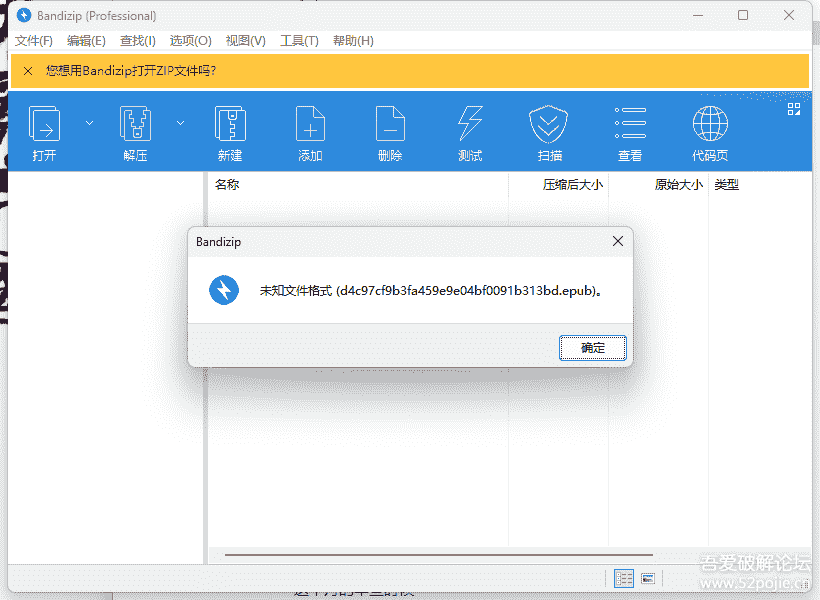 Bandizip (Professional)
文件(F) 编辑(E) 查找(I) 选项(O) 视图(V) 工具(T) 帮助(H)
您想用Bandizip打开ZIP文件吗?
打开 解压 新建 添加 删除 测试 扫描 查看 代码页
名称 压缩后大小 原始大小 类型
Bandizip
未知文件格式 (d4c97cf9b3fa459e9e04bf0091b313bd.epub)。
确定
吾爱破解论坛
www.52pojie.cn